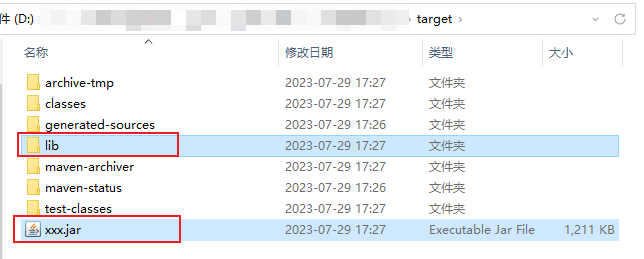 件 (D:) › target ›
名称 修改日期 类型 大小
archive-tmp 2023-07-29 17:27 文件夹
classes 2023-07-29 17:27 文件夹
generated-sources 2023-07-29 17:26 文件夹
lib 2023-07-29 17:27 文件夹
maven-archiver 2023-07-29 17:27 文件夹
maven-status 2023-07-29 17:26 文件夹
test-classes 2023-07-29 17:27 文件夹
xxx.jar 2023-07-29 17:27 Executable Jar File 1,211 KB